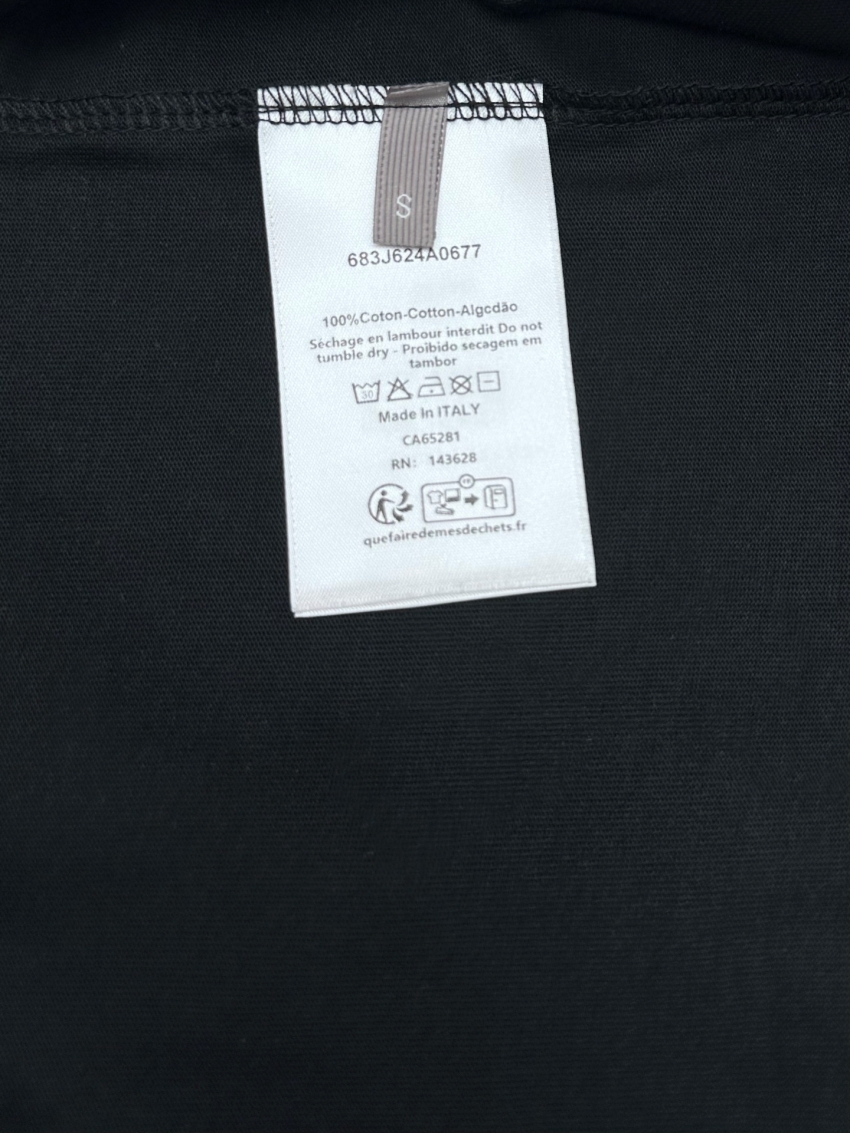 S
683J624A0677
100%Coton-Cotton-Algcdão
Séchage en lambour interdit Do not
tumble dry - Proibido secagem em
tambor
30
Made In ITALY
CA65281
RN: 143628
FR
quefairedemesdechets.fr